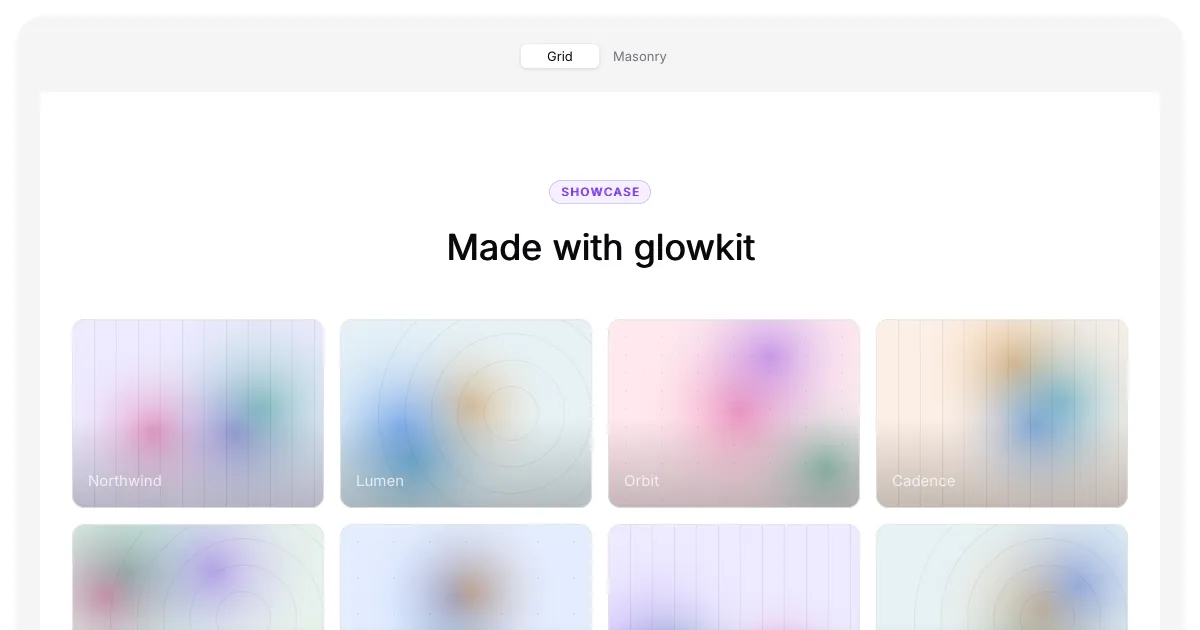 Grid
Masonry
SHOWCASE
Made with glowkit
Northwind
Lumen
Orbit
Cadence